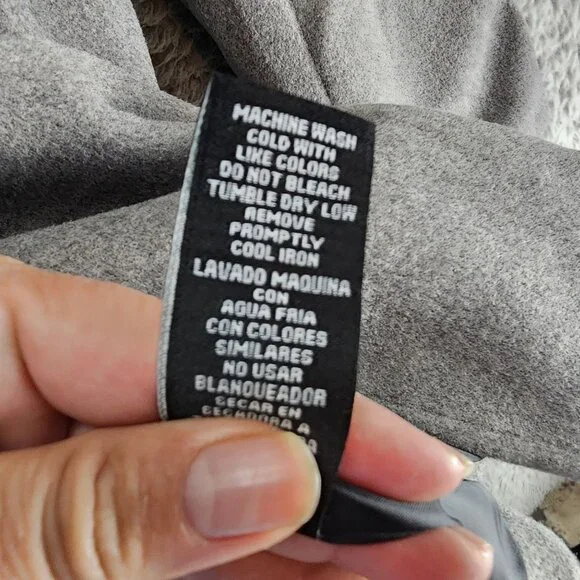 MACHINE WASH
COLD WITH
LIKE COLORS
DO NOT BLEACH
TUMBLE DRY LOW
REMOVE
PROMPTLY
COOL IRON
LAVADO MAQUINA
CON
AGUA FRIA
CON COLORES
SIMILARES
NO USAR
BLANQUEADOR
SECAR EN
SECADORA A